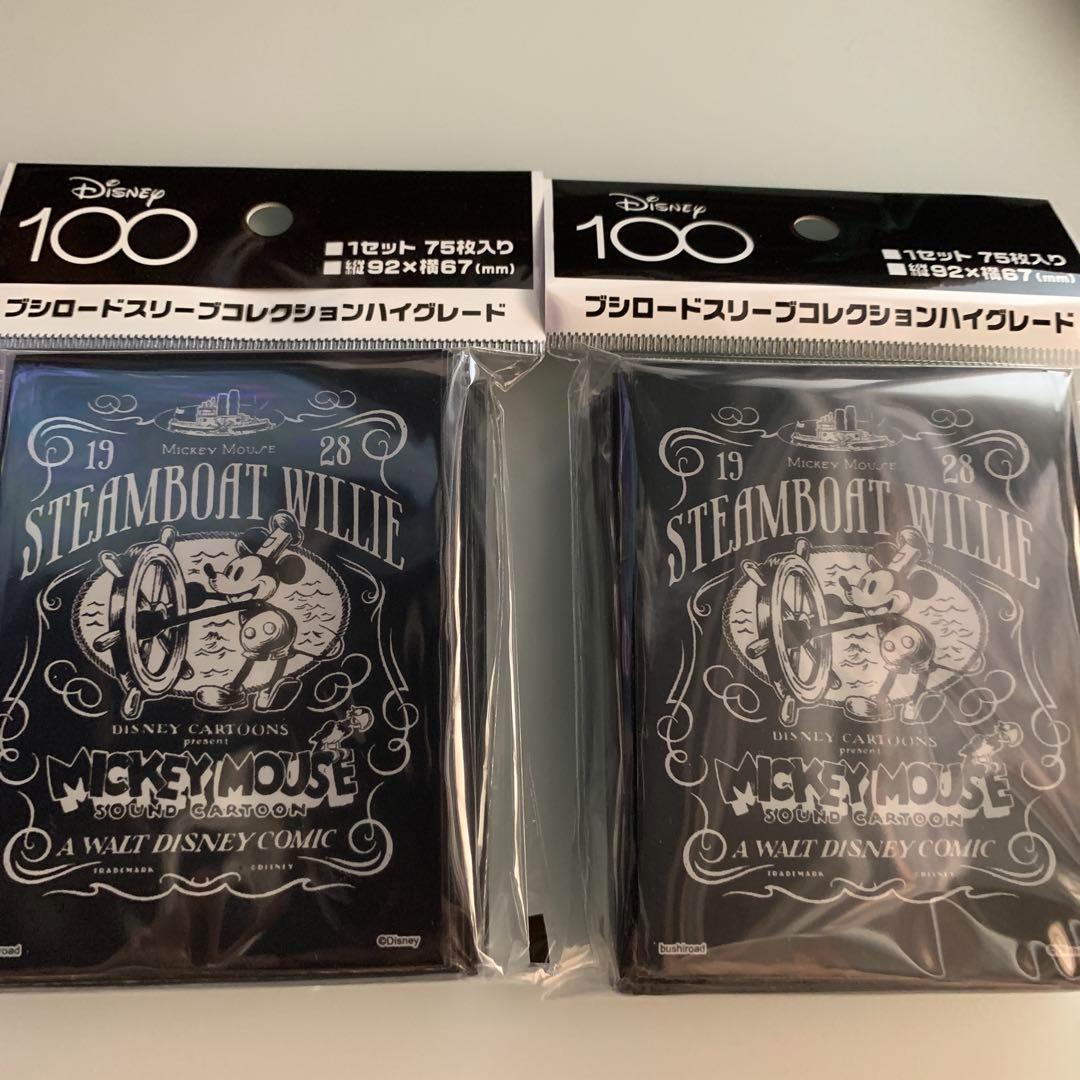 Disney
100
■1セット 75枚入り
■縦92×横67(mm)
ブシロードスリーブコレクションハイグレード
19 28
MICKEY MOUSE
STEAMBOAT WILLIE
DISNEY CARTOONS
present
MICKEY MOUSE
SOUND CARTOON
A WALT DISNEY COMIC
TRADEMARK ©DISNEY
©Disney
Disney
100
■1セット 75枚入り
■縦92×横67(mm)
ブシロードスリーブコレクションハイグレード
19 28
MICKEY MOUSE
STEAMBOAT WILLIE
DISNEY CARTOONS
present
MICKEY MOUSE
SOUND CARTOON
A WALT DISNEY COMIC
TRADEMARK ©DISNEY
bushiroad